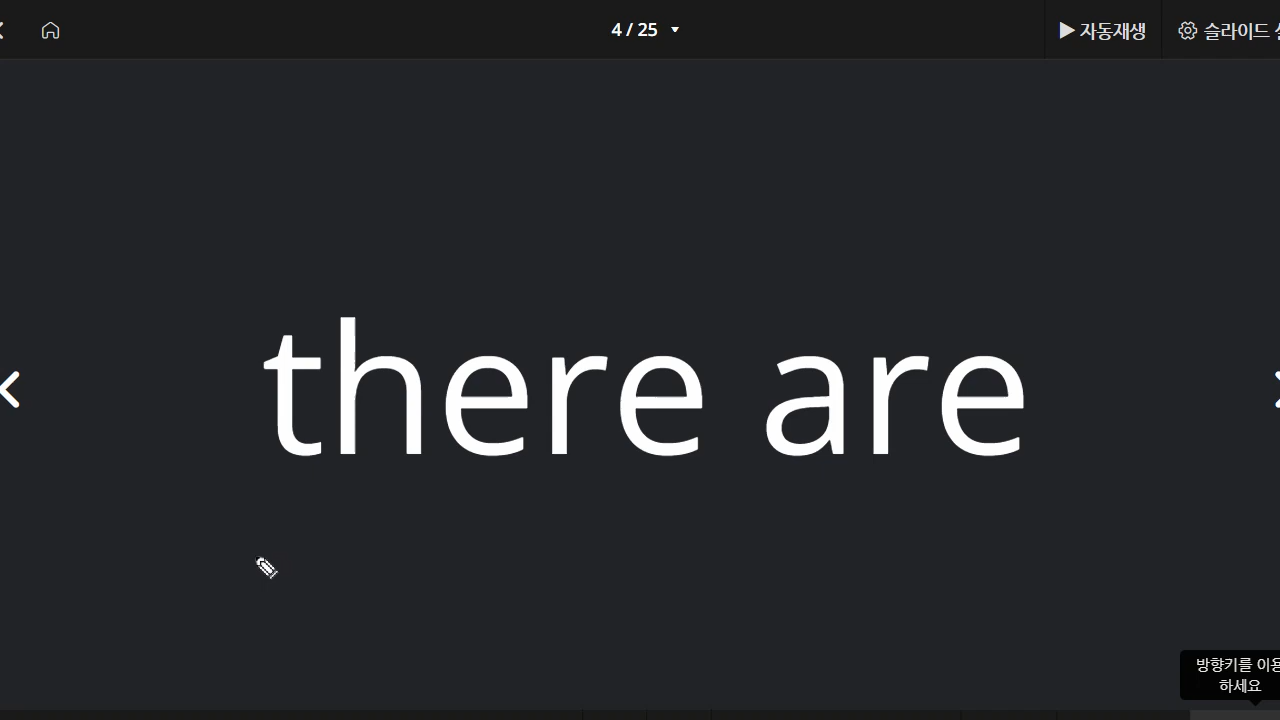 4 / 25
자동재생
슬라이드
there are
방향키를 이용
하세요